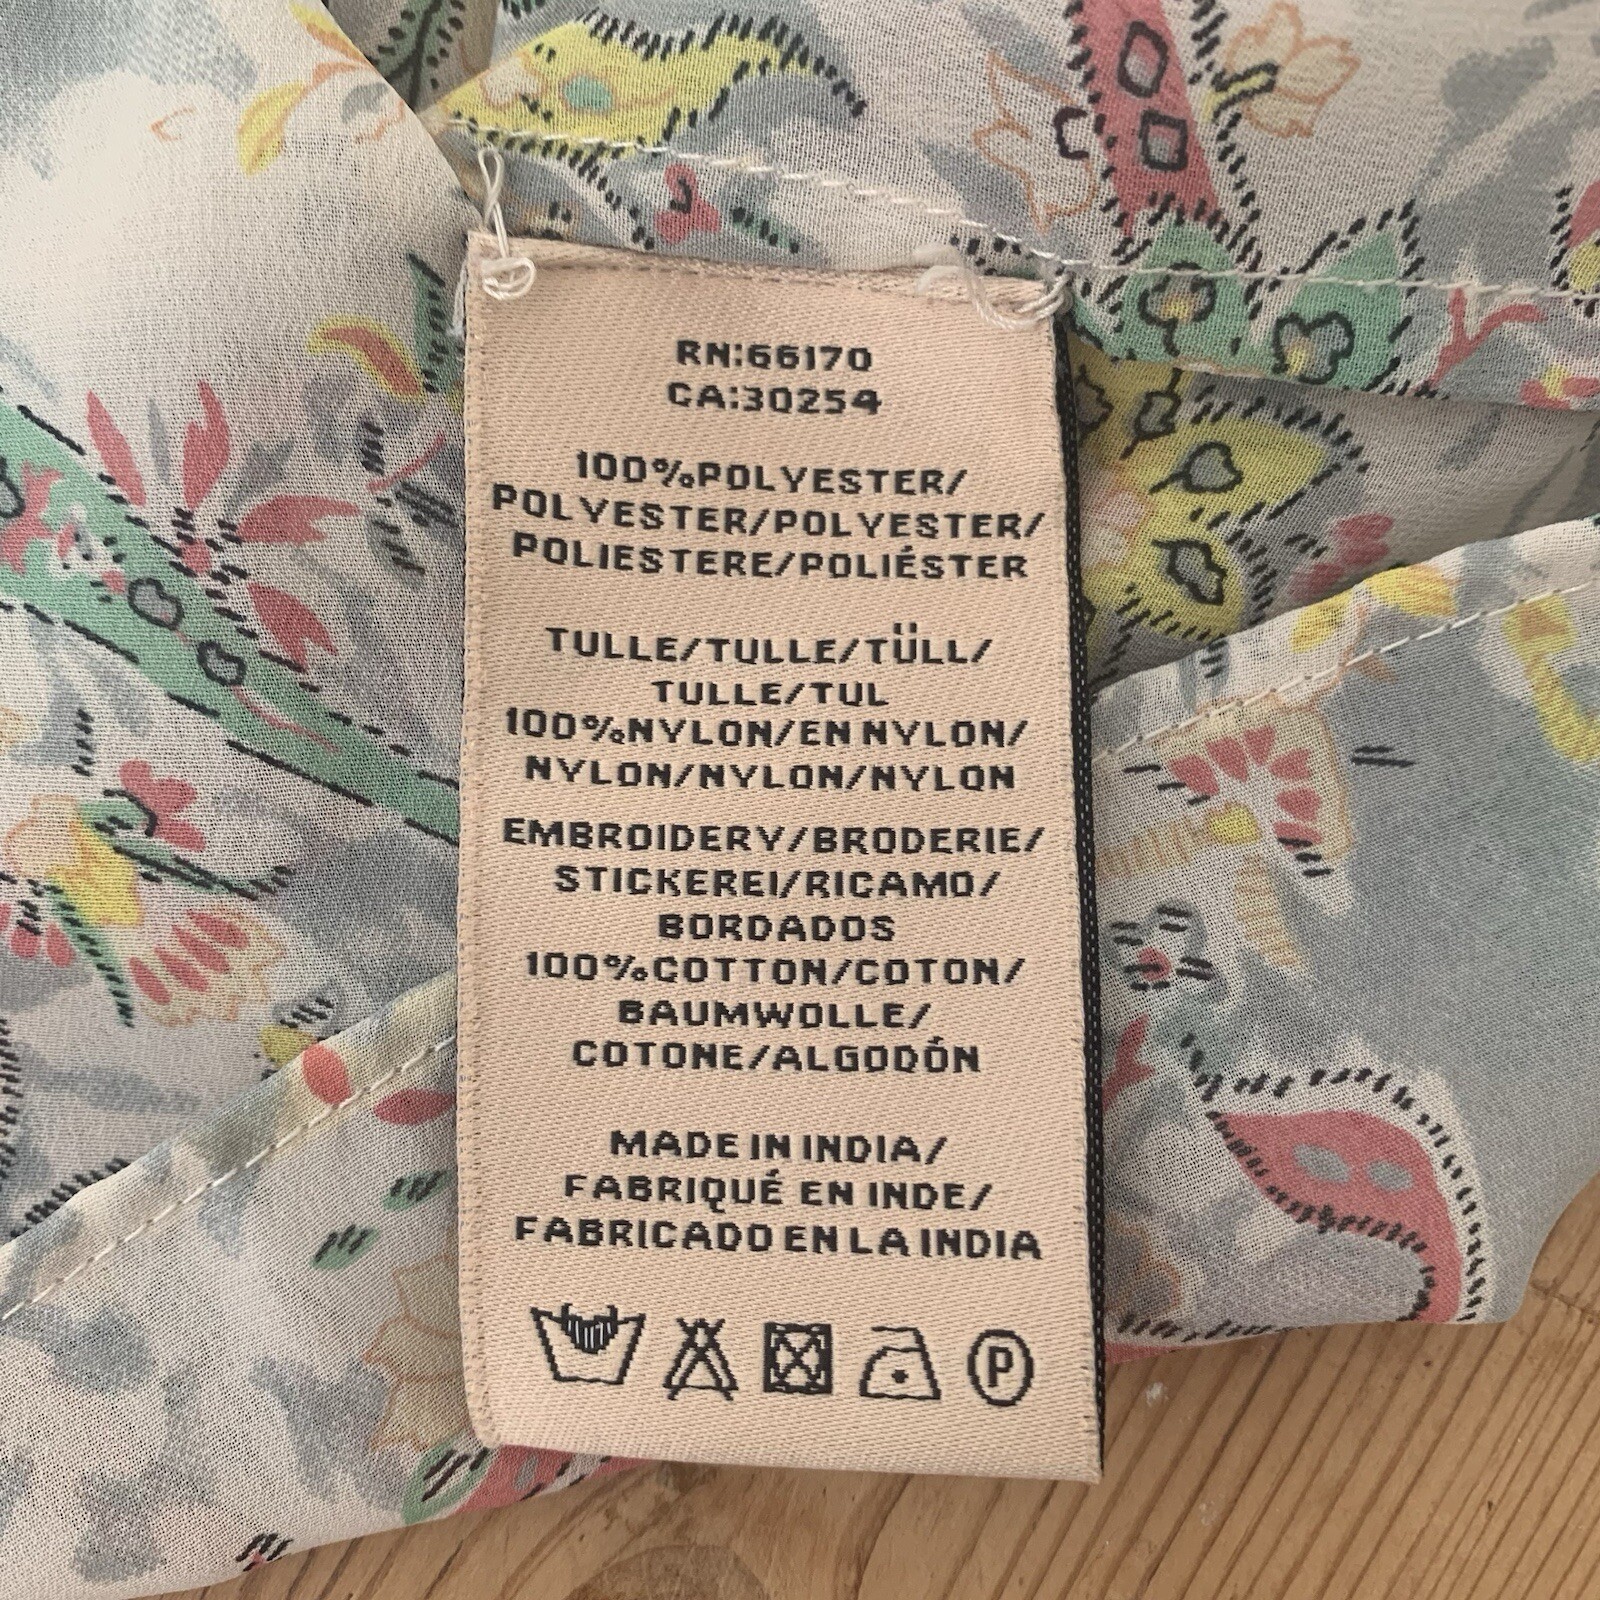 RN:66170
CA:30254
100%POLYESTER/
POLYESTER/POLYESTER/
POLIESTERE/POLIÉSTER
TULLE/TULLE/TÜLL/
TULLE/TUL
100%NYLON/EN NYLON/
NYLON/NYLON/NYLON
EMBROIDERY/BRODERIE/
STICKEREI/RICAMO/
BORDADOS
100%COTTON/COTON/
BAUMWOLLE/
COTONE/ALGODÓN
MADE IN INDIA/
FABRIQUÉ EN INDE/
FABRICADO EN LA INDIA
P